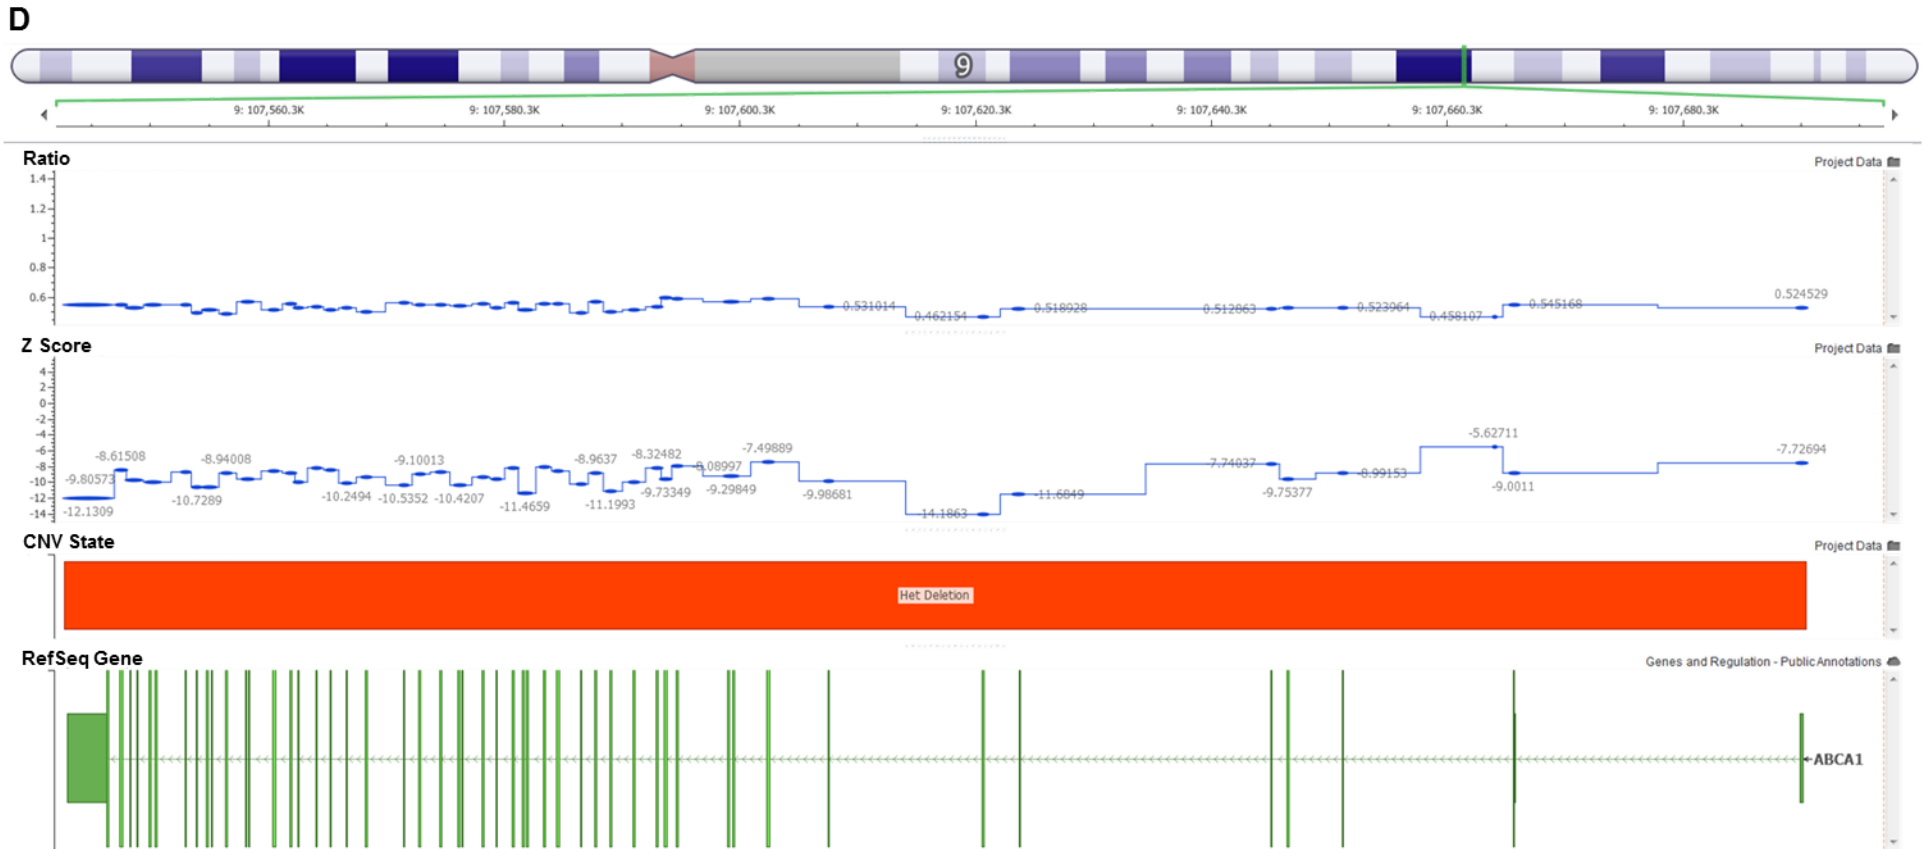 D
9
9: 107,560.3K 9: 107,580.3K 9: 107,600.3K 9: 107,620.3K 9: 107,640.3K 9: 107,660.3K 9: 107,680.3K
Ratio
Project Data
1.4
1.2
1
0.8
0.6
0.531014 0.462154 0.518928 0.512863 0.523964 0.458107 0.545168 0.524529
Z Score
Project Data
4
2
0
-2
-4
-6
-8
-10
-12
-14
-9.80573 -12.1309 -8.61508 -10.7289 -8.94008 -10.2494 -10.5352 -9.10013 -10.4207 -11.4659 -8.9637 -11.1993 -8.32482 -9.73349 -8.08997 -9.29849 -7.49889 -9.98681 -14.1863 -11.6849 -7.74037 -9.75377 -8.99153 -5.62711 -9.0011 -7.72694
CNV State
Project Data
Het Deletion
RefSeq Gene
Genes and Regulation - Public Annotations
ABCA1